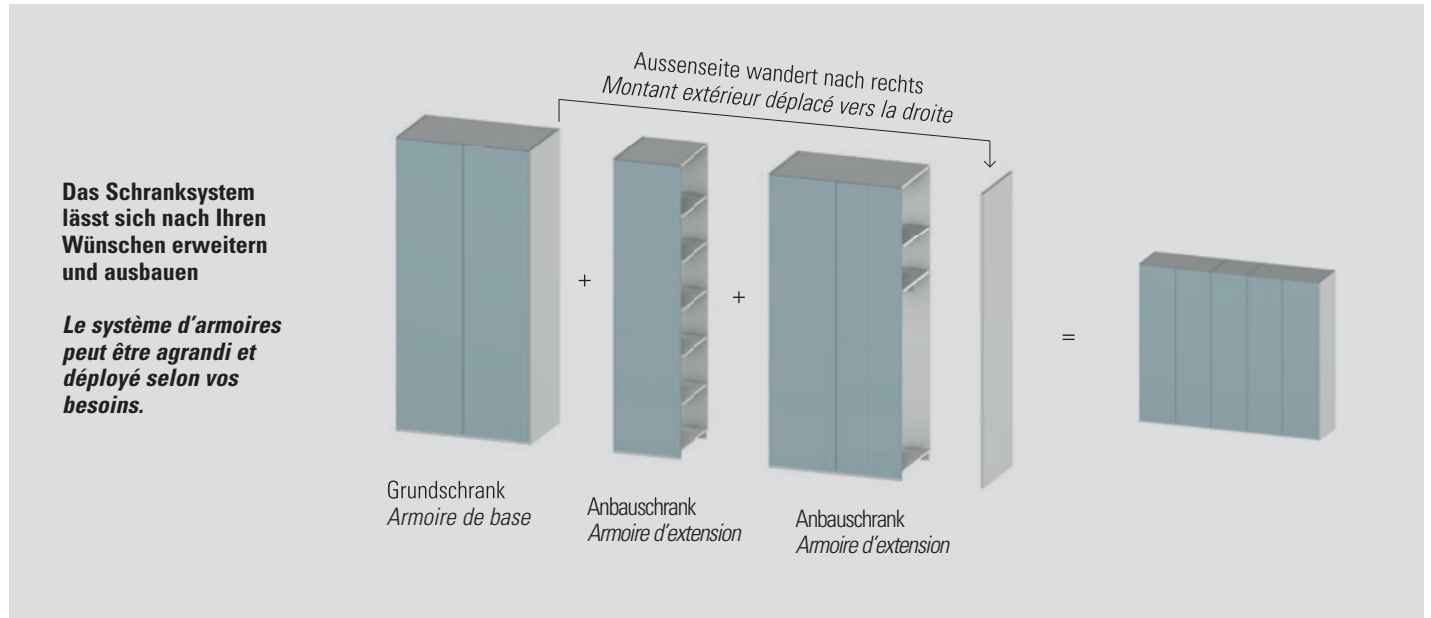 Das Schranksystem
lässt sich nach Ihren
Wünschen erweitern
und ausbauen
Le système d’armoires
peut être agrandi et
déployé selon vos
besoins.
Aussenseite wandert nach rechts
Montant extérieur déplacé vers la droite
+
+
=
Grundschrank
Armoire de base
Anbauschrank
Armoire d’extension
Anbauschrank
Armoire d’extension